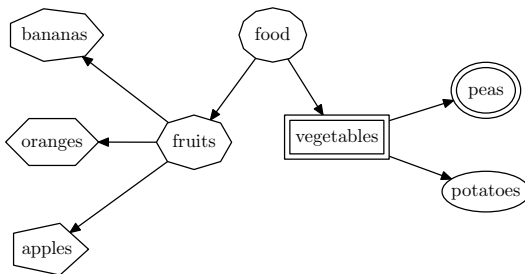 food
bananas
fruits
oranges
apples
vegetables
peas
potatoes